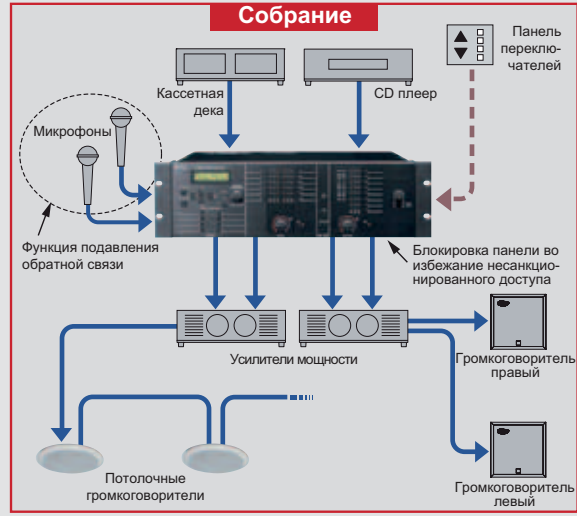 Собрание
Панель
переклю-
чателей
Кассетная
дека
CD плеер
Микрофоны
Функция подавления
обратной связи
Блокировка панели во
избежание несанкцио-
нированного доступа
Усилители мощности
Громкоговоритель
правый
Потолочные
громкоговорители
Громкоговоритель
левый